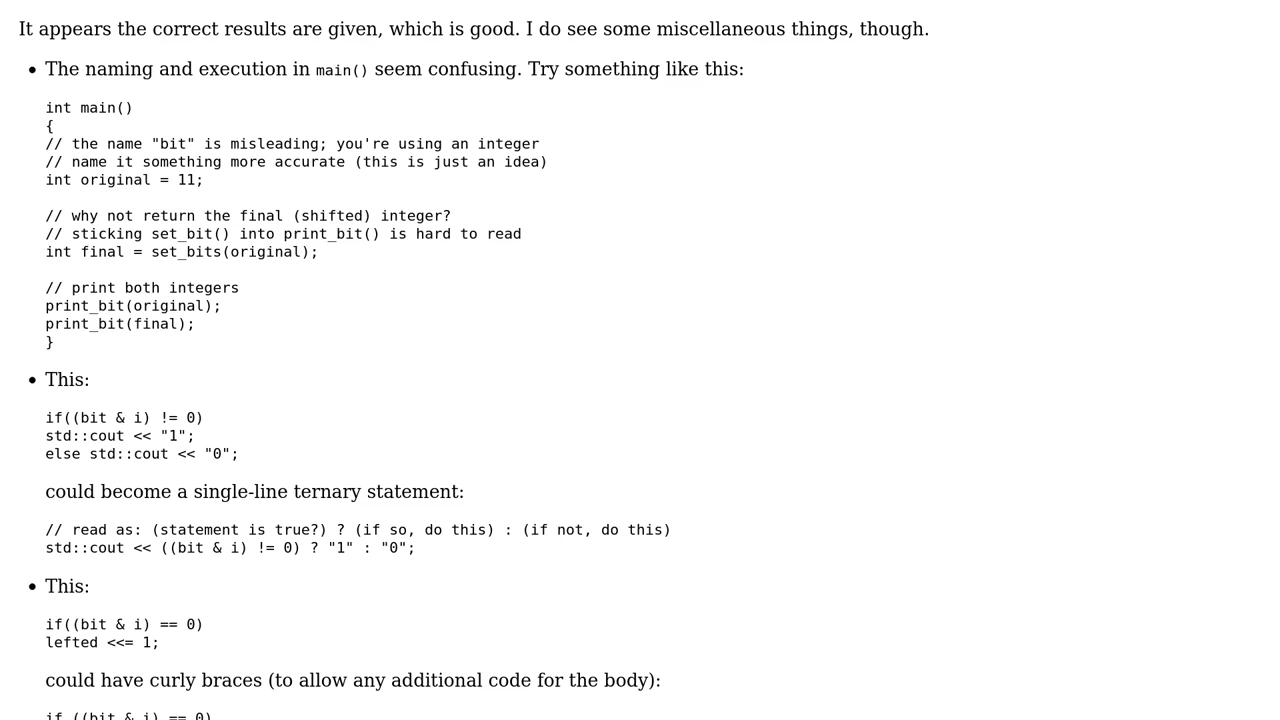 It appears the correct results are given, which is good. I do see some miscellaneous things, though.
• The naming and execution in main() seem confusing. Try something like this:
int main()
{
// the name "bit" is misleading; you're using an integer
// name it something more accurate (this is just an idea)
int original = 11;
// why not return the final (shifted) integer?
// sticking set_bit() into print_bit() is hard to read
int final = set_bits(original);
// print both integers
print_bit(original);
print_bit(final);
}
• This:
if((bit & i) != 0)
std::cout << "1";
else std::cout << "0";
could become a single-line ternary statement:
// read as: (statement is true?) ? (if so, do this) : (if not, do this)
std::cout << ((bit & i) != 0) ? "1" : "0";
• This:
if((bit & i) == 0)
lefted <<= 1;
could have curly braces (to allow any additional code for the body):
if ((bit & i) == 0)